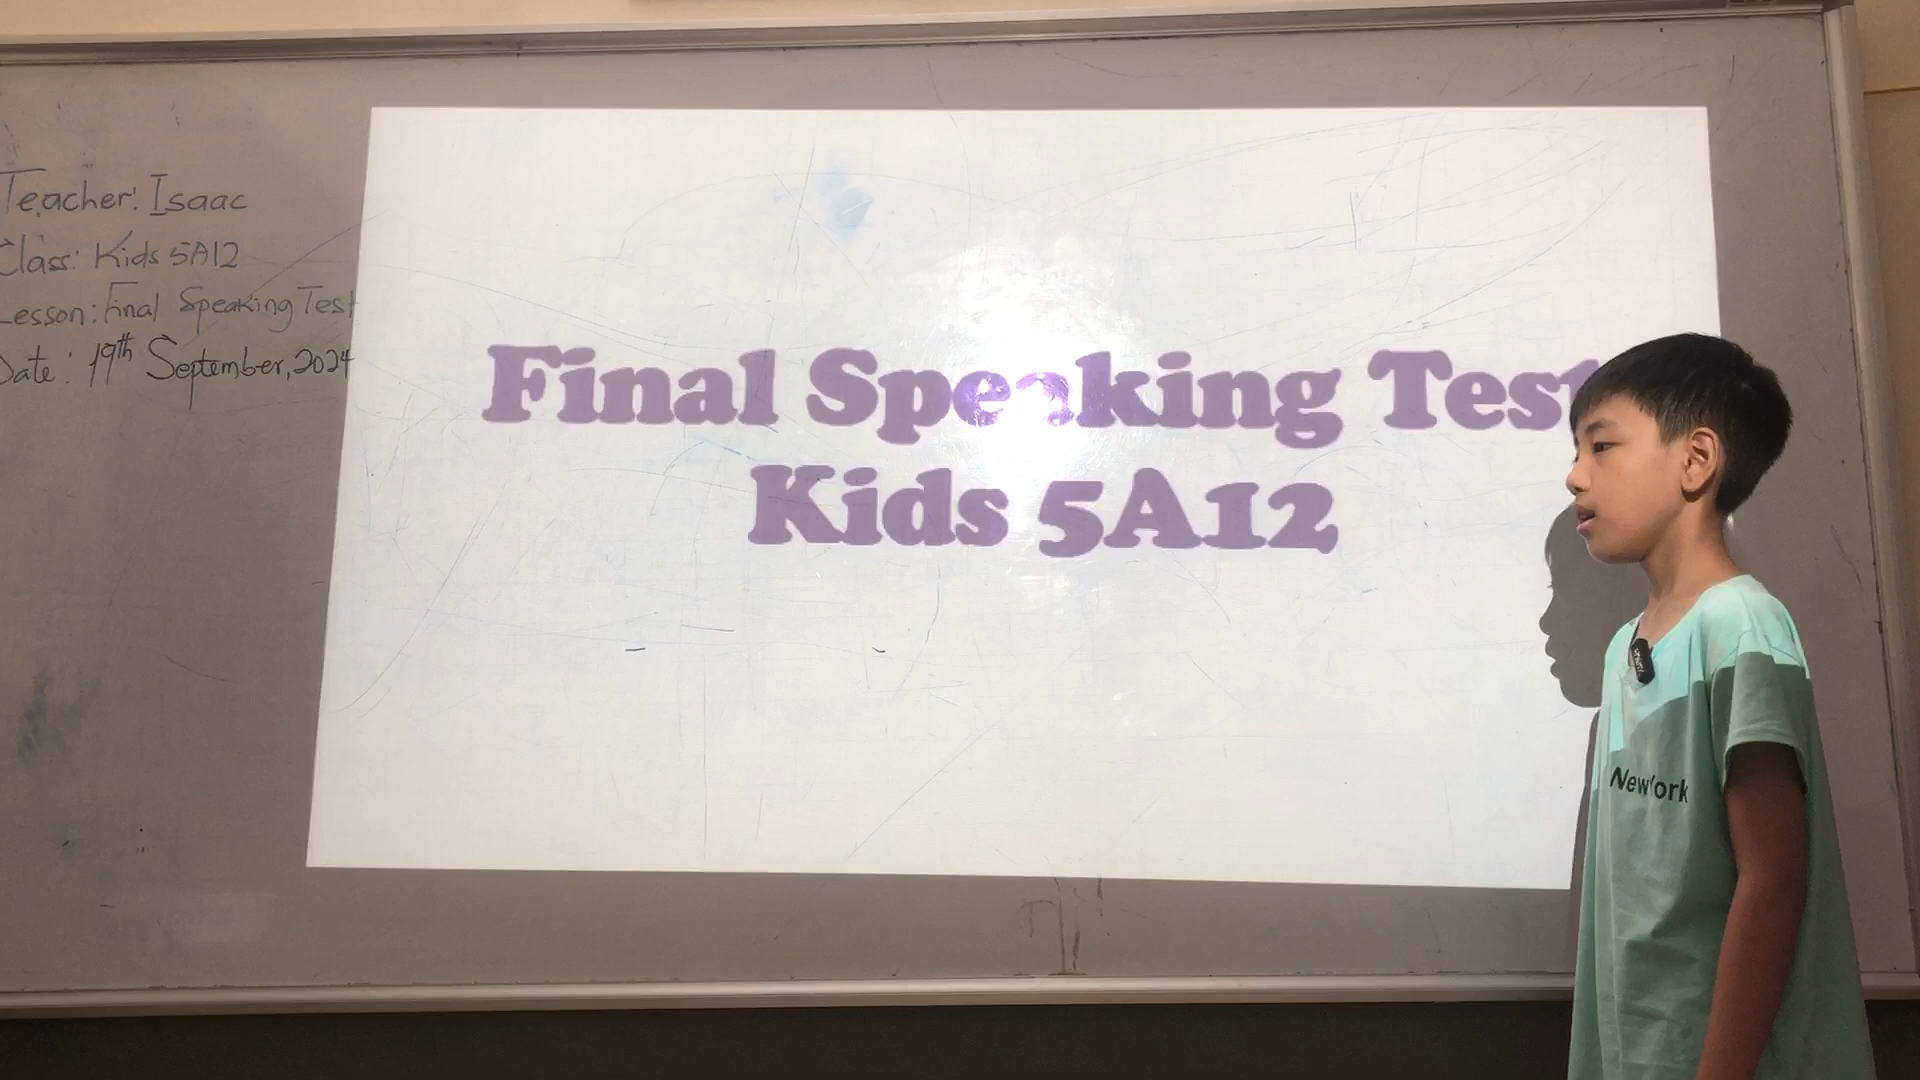 Teacher: Isaac
Class: Kids 5A12
Lesson: Final Speaking Test
Date: 19th September, 2024
Final Speaking Test
Kids 5A12
New York